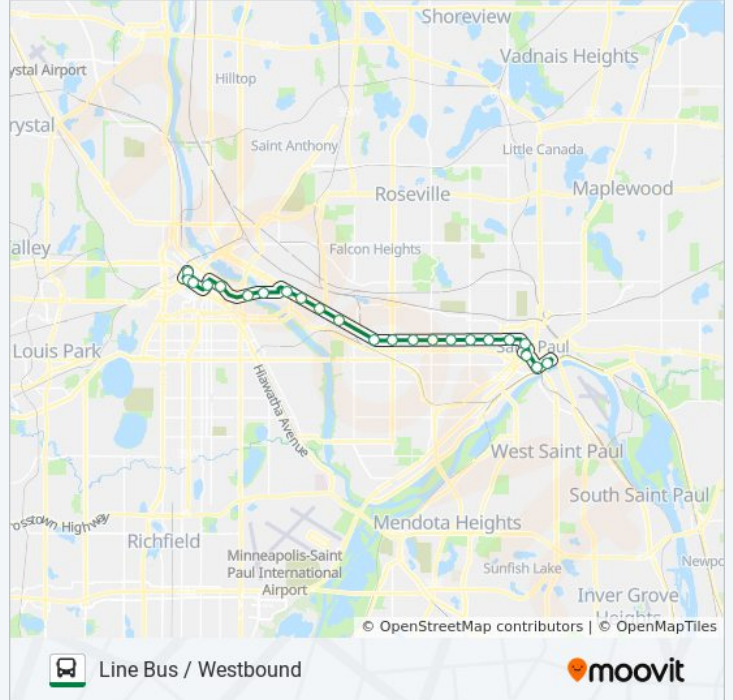 Shoreview
Vadnais Heights
ystal Airport
Hilltop
rystal
Saint Anthony
Little Canada
Roseville
Maplewood
alley
Falcon Heights
Louis Park
Hiawatha Avenue
West Saint Paul
South Saint Paul
osstown Highway
Mendota Heights
Richfield
Minneapolis-Saint
Paul International
Airport
Sunfish Lake
Newpo
Inver Grove
Heights
© OpenStreetMap contributors | © OpenMapTiles
Line Bus / Westbound
moovit